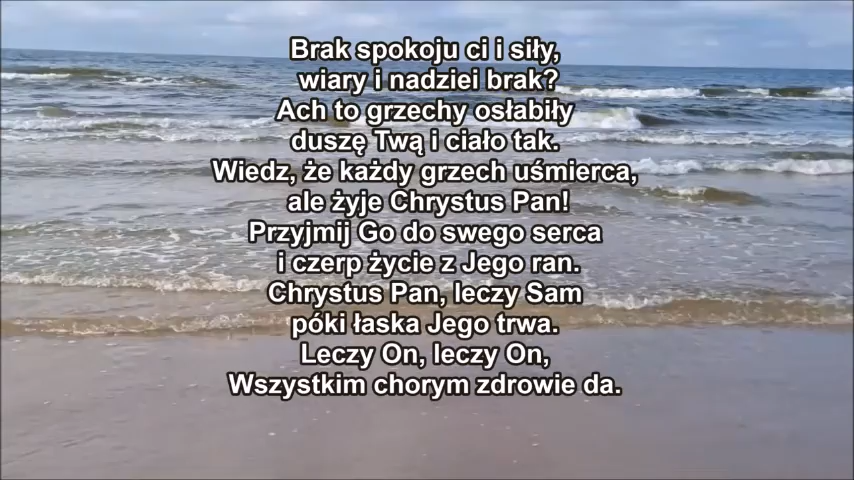 Brak spokoju ci i siły,
wiary i nadziei brak?
Ach to grzechy osłabiły
duszę Twą i ciało tak.
Wiedz, że każdy grzech uśmierca,
ale żyje Chrystus Pan!
Przyjmij Go do swego serca
i czerp życie z Jego ran.
Chrystus Pan, leczy Sam
póki łaska Jego trwa.
Leczy On, leczy On,
Wszystkim chorym zdrowie da.